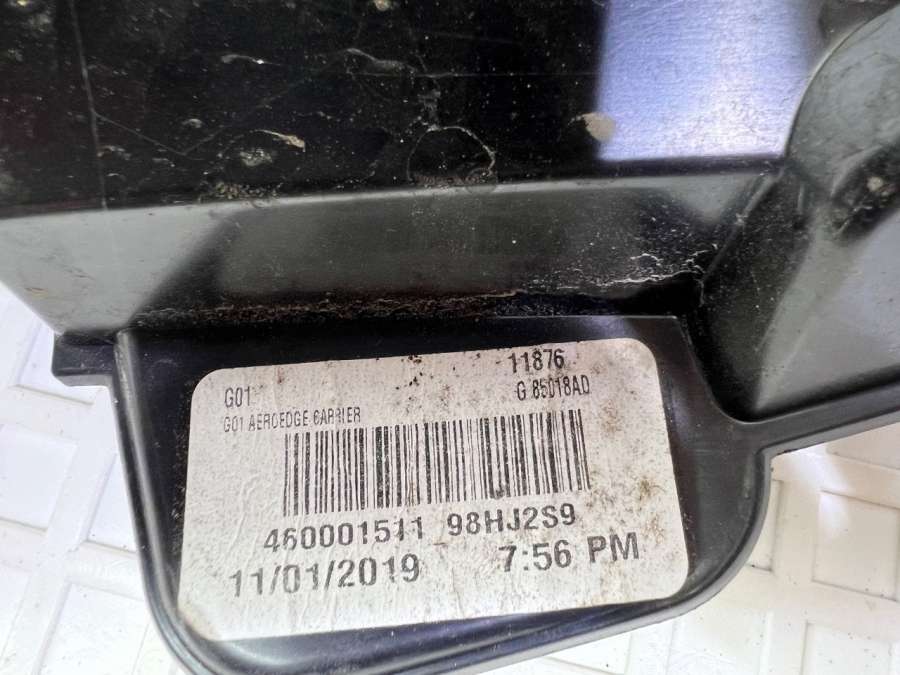 G01 11876
G01 AEROEDGE CARRIER G 85018AD
460001511 98HJ2S9
11/01/2019 7:56 PM